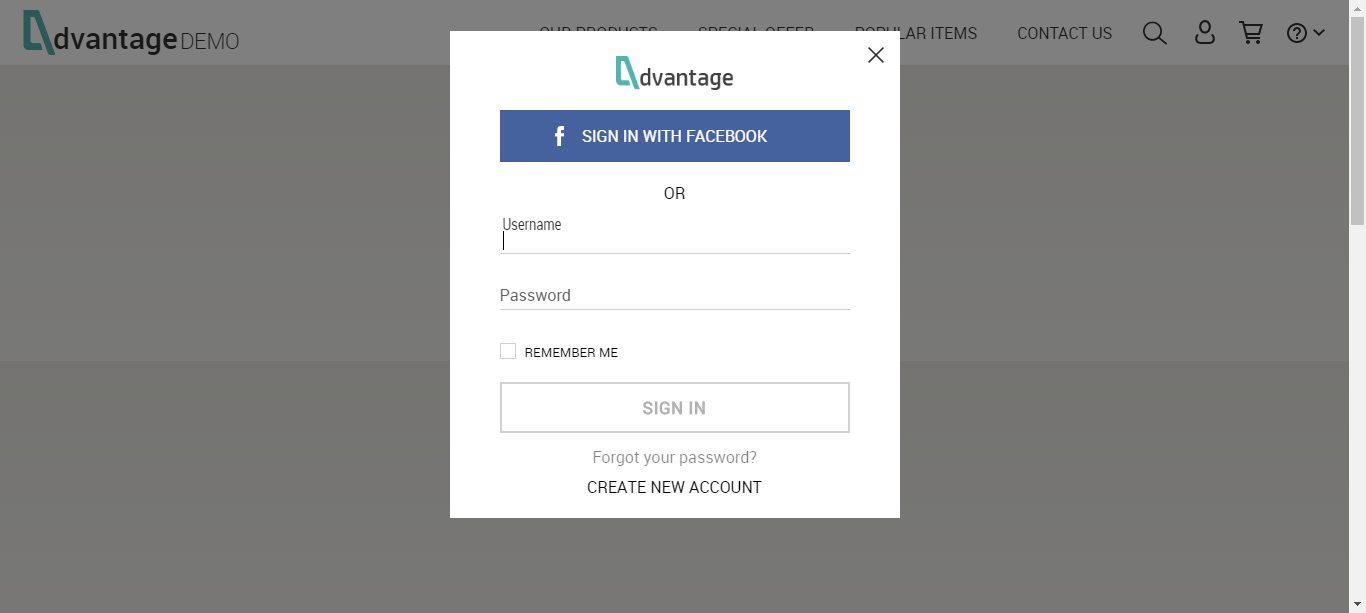 dvantage DEMO
OUR PRODUCTS SPECIAL OFFER POPULAR ITEMS CONTACT US
dvantage
f SIGN IN WITH FACEBOOK
OR
Username
Password
REMEMBER ME
SIGN IN
Forgot your password?
CREATE NEW ACCOUNT